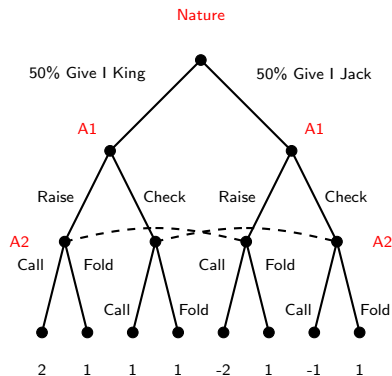 Nature
50% Give I King 50% Give I Jack
A1 A1
Raise Check Raise Check
A2 A2
Call Fold Call Fold
Call Fold Call Fold
2 1 1 1 -2 1 -1 1